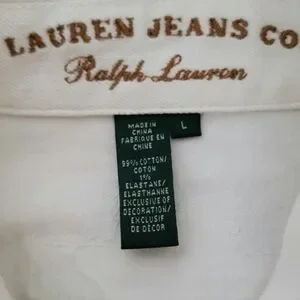 LAUREN JEANS CO
Ralph Lauren
MADE IN
CHINA
FABRIQUE EN
CHINE
L
99% COTTON/
COTON
1%
ELASTANE/
ELASTHANNE
EXCLUSIVE OF
DECORATION/
EXCLUSIF
DE DÉCOR